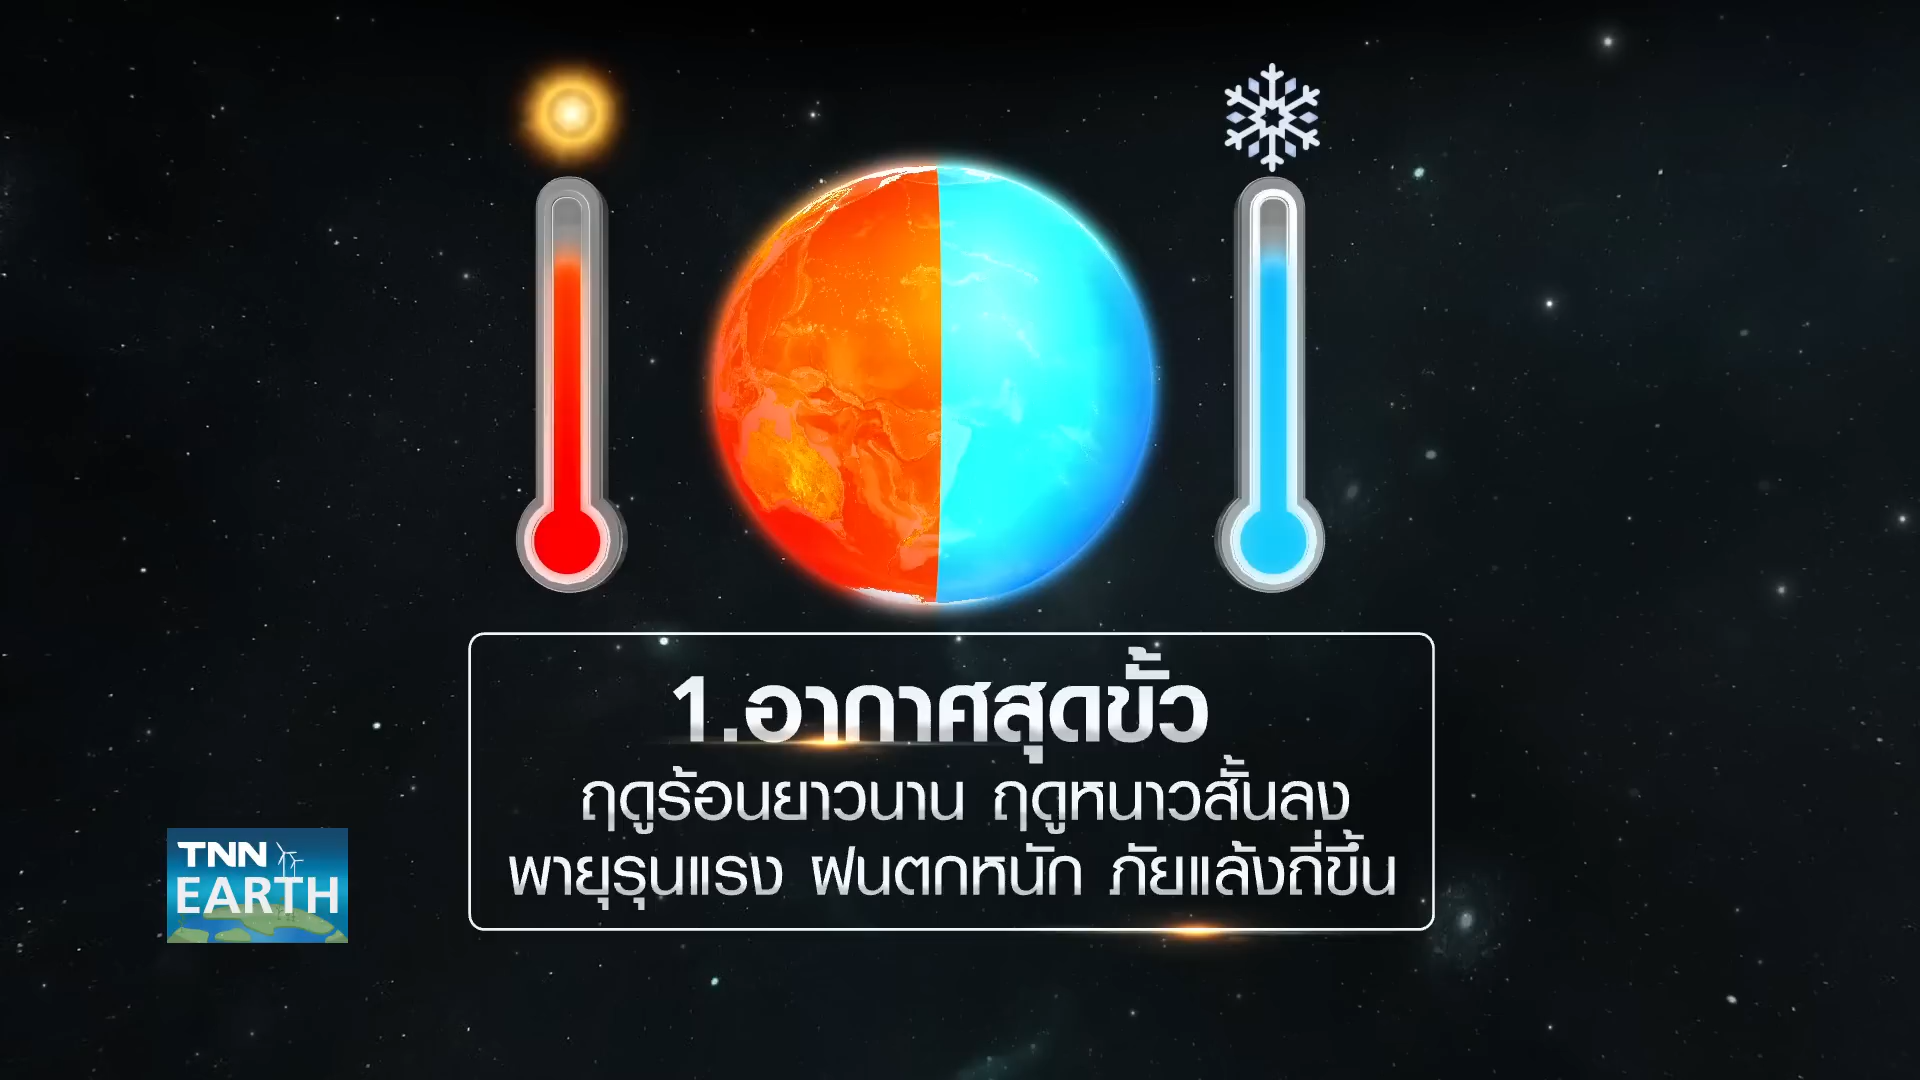 1.อากาศสุดขั้ว
ฤดูร้อนยาวนาน ฤดูหนาวสั้นลง
พายุรุนแรง ฝนตกหนัก ภัยแล้งถี่ขึ้น
TNN
EARTH